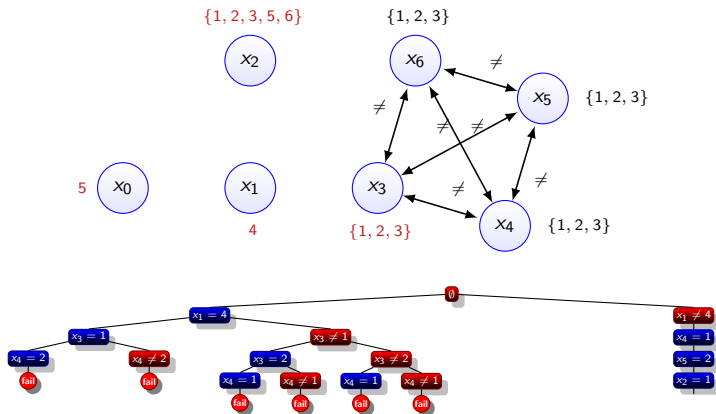 {1, 2, 3, 5, 6} {1, 2, 3}
x2 x6 ≠ x5 {1, 2, 3}
≠ ≠ ≠
5 x0 x1 x3 ≠ ≠
4 {1, 2, 3} x4 {1, 2, 3}
∅
x1 = 4 x1 ≠ 4
x3 = 1 x3 ≠ 1 x4 = 1
x4 = 2 x4 ≠ 2 x3 = 2 x3 ≠ 2 x5 = 2
fail fail x4 = 1 x4 ≠ 1 x4 = 1 x4 ≠ 1 x2 = 1
fail fail fail fail